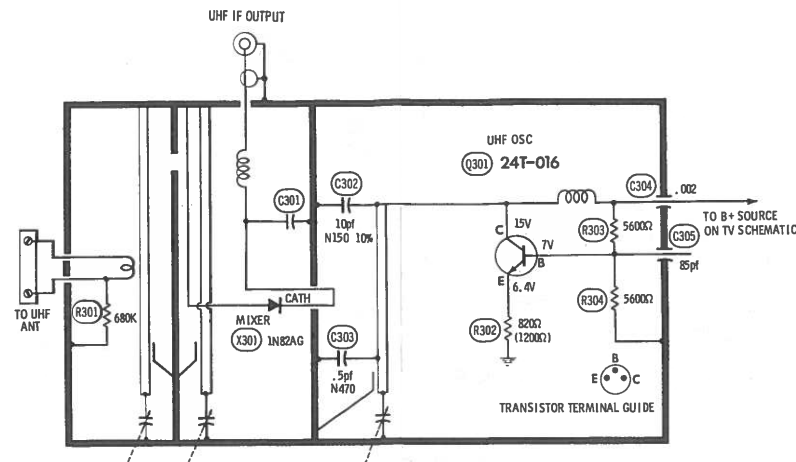 UHF IF OUTPUT
UHF OSC
Q301 24T-016
C304
.002
TO B+ SOURCE
ON TV SCHEMATIC
C302
10pf
N150 10%
C301
C
15V
R303
5600Ω
C305
85pf
7V
B
E
6.4V
R304
5600Ω
TO UHF
ANT
R301
680K
CATH
MIXER
X301 1N82AG
C303
.5pf
N470
R302
820Ω
(1200Ω)
B
E
C
TRANSISTOR TERMINAL GUIDE